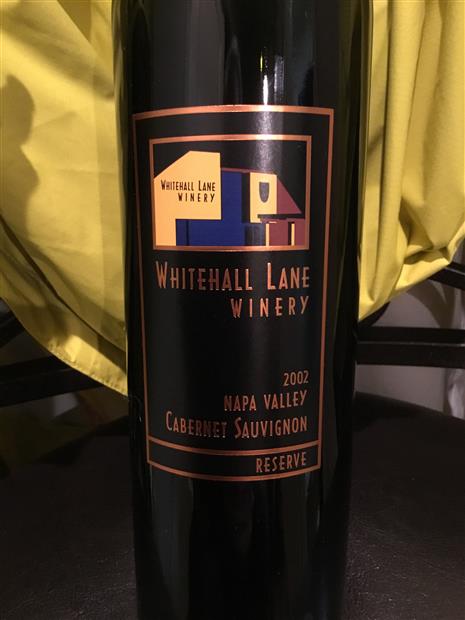 WHITEHALL LANE
WINERY
WHITEHALL LANE
WINERY
2002
NAPA VALLEY
CABERNET SAUVIGNON
RESERVE